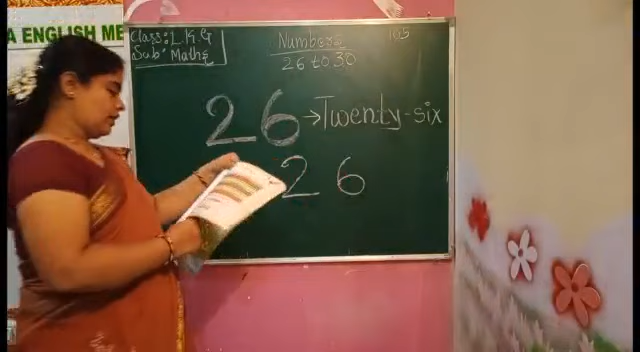 A ENGLISH ME
Class: L.K.G
Sub: Maths
Numbers
26 to 30
26 → Twenty-six
26